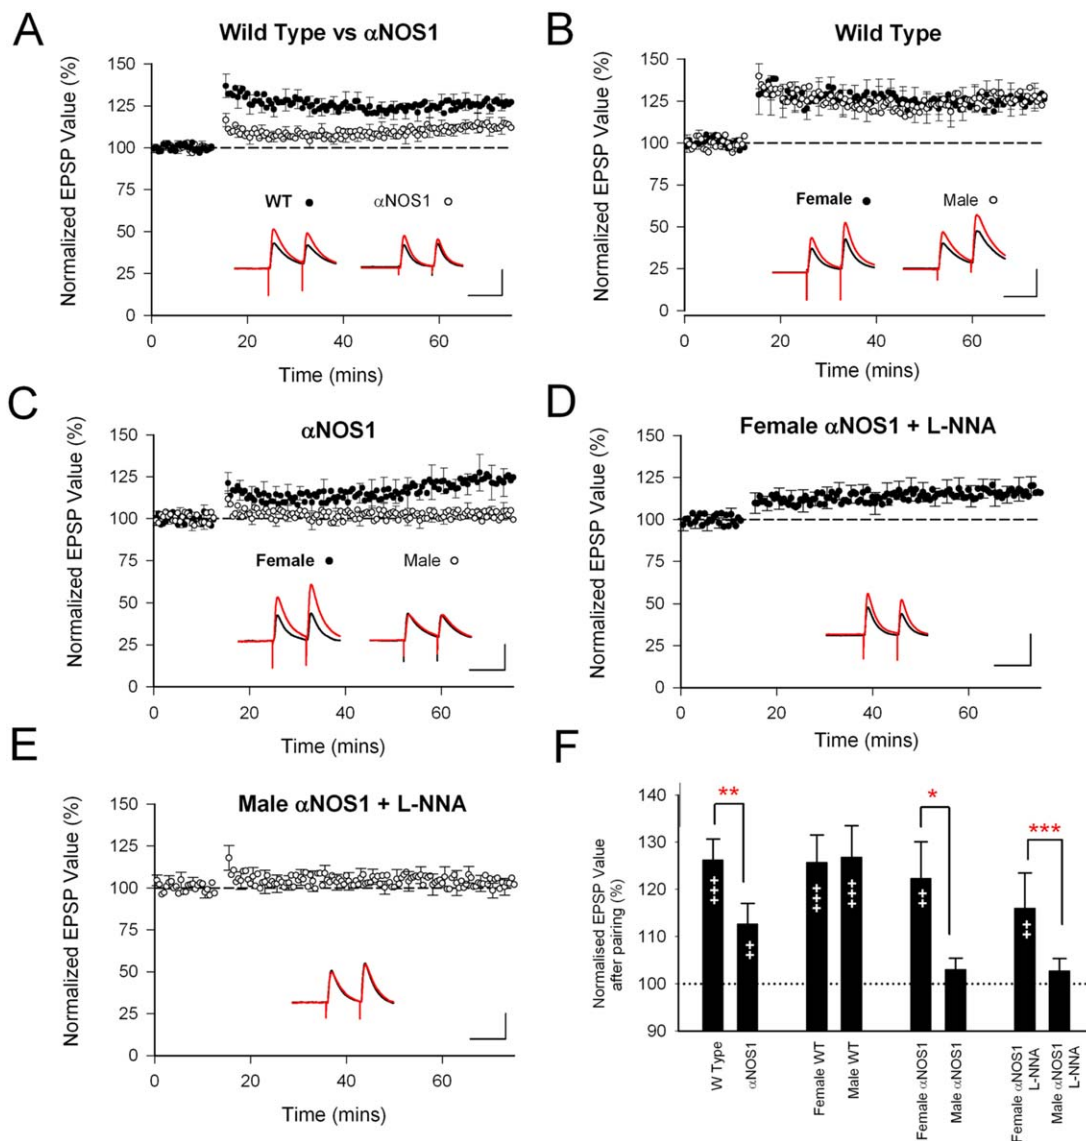 A
Wild Type vs αNOS1
Normalized EPSP Value (%)
150
125
100
75
50
25
0
WT
αNOS1
0
20
40
60
Time (mins)
B
Wild Type
Normalized EPSP Value (%)
150
125
100
75
50
25
0
Female
Male
0
20
40
60
Time (mins)
C
αNOS1
Normalized EPSP Value (%)
150
125
100
75
50
25
0
Female
Male
0
20
40
60
Time (mins)
D
Female αNOS1 + L-NNA
Normalized EPSP Value (%)
150
125
100
75
50
25
0
0
20
40
60
Time (mins)
E
Male αNOS1 + L-NNA
Normalized EPSP Value (%)
150
125
100
75
50
25
0
0
20
40
60
Time (mins)
F
Normalised EPSP Value
after pairing (%)
140
130
120
110
100
90
**
*
***
+++
++
+++
+++
++
++
W Type
αNOS1
Female WT
Male WT
Female αNOS1
Male αNOS1
Female αNOS1
L-NNA
Male αNOS1
L-NNA